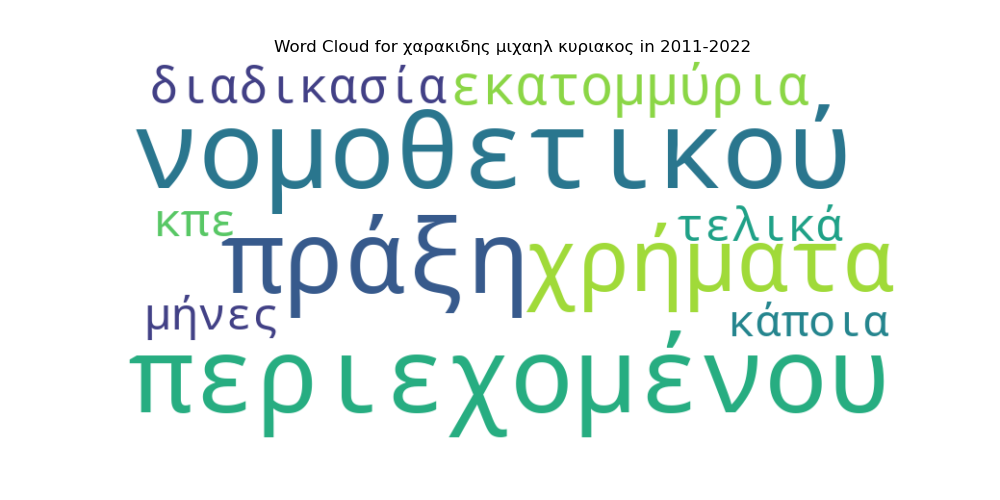 Word Cloud for χαρακιδης μιχαηλ κυριακος in 2011-2022
διαδικασία εκατομμύρια
νομοθετικού
κπε τελικά
πράξη χρήματα
μήνες κάποια
περιεχομένου